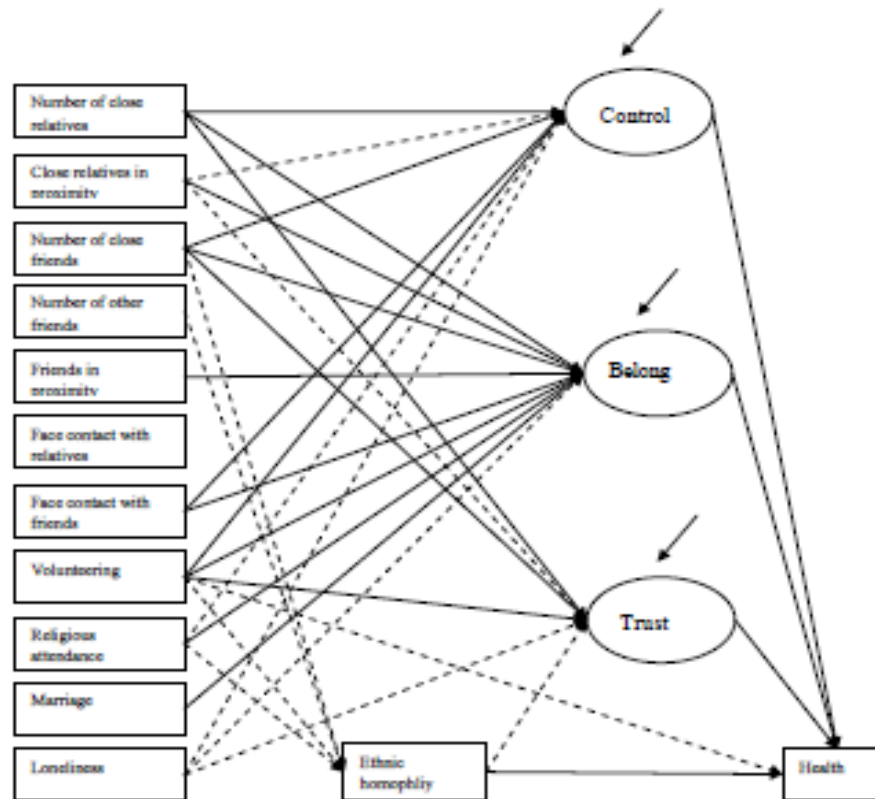 Number of close
relatives
Close relatives in
proximity
Number of close
friends
Number of other
friends
Friends in
proximity
Face contact with
relatives
Face contact with
friends
Volunteering
Religious
attendance
Marriage
Loneliness
Control
Belong
Trust
Ethnic
homophliy
Health